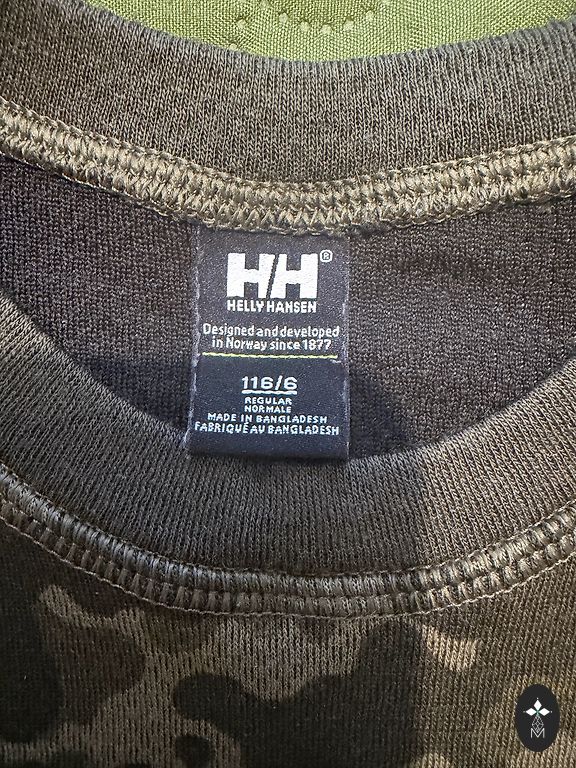 HH®
HELLY HANSEN
Designed and developed
in Norway since 1877
116/6
REGULAR
NORMALE
MADE IN BANGLADESH
FABRIQUÉ AU BANGLADESH
M